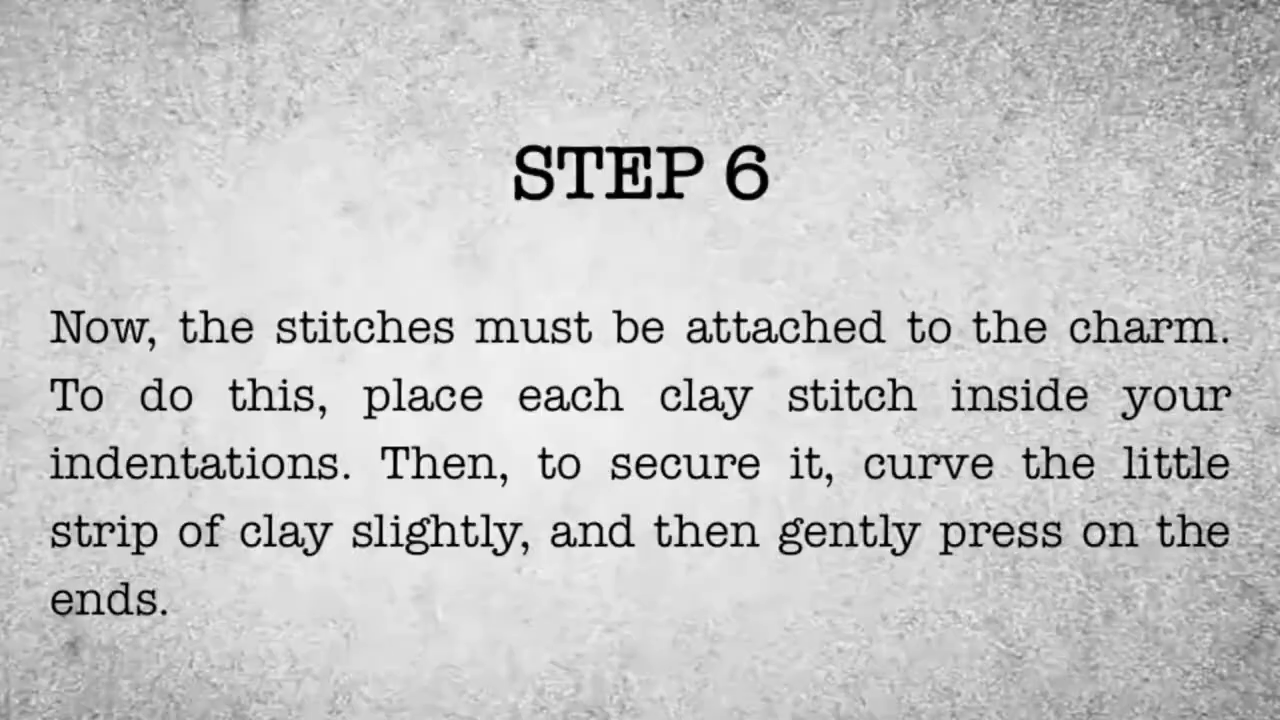 STEP 6
Now, the stitches must be attached to the charm.
To do this, place each clay stitch inside your
indentations. Then, to secure it, curve the little
strip of clay slightly, and then gently press on the
ends.